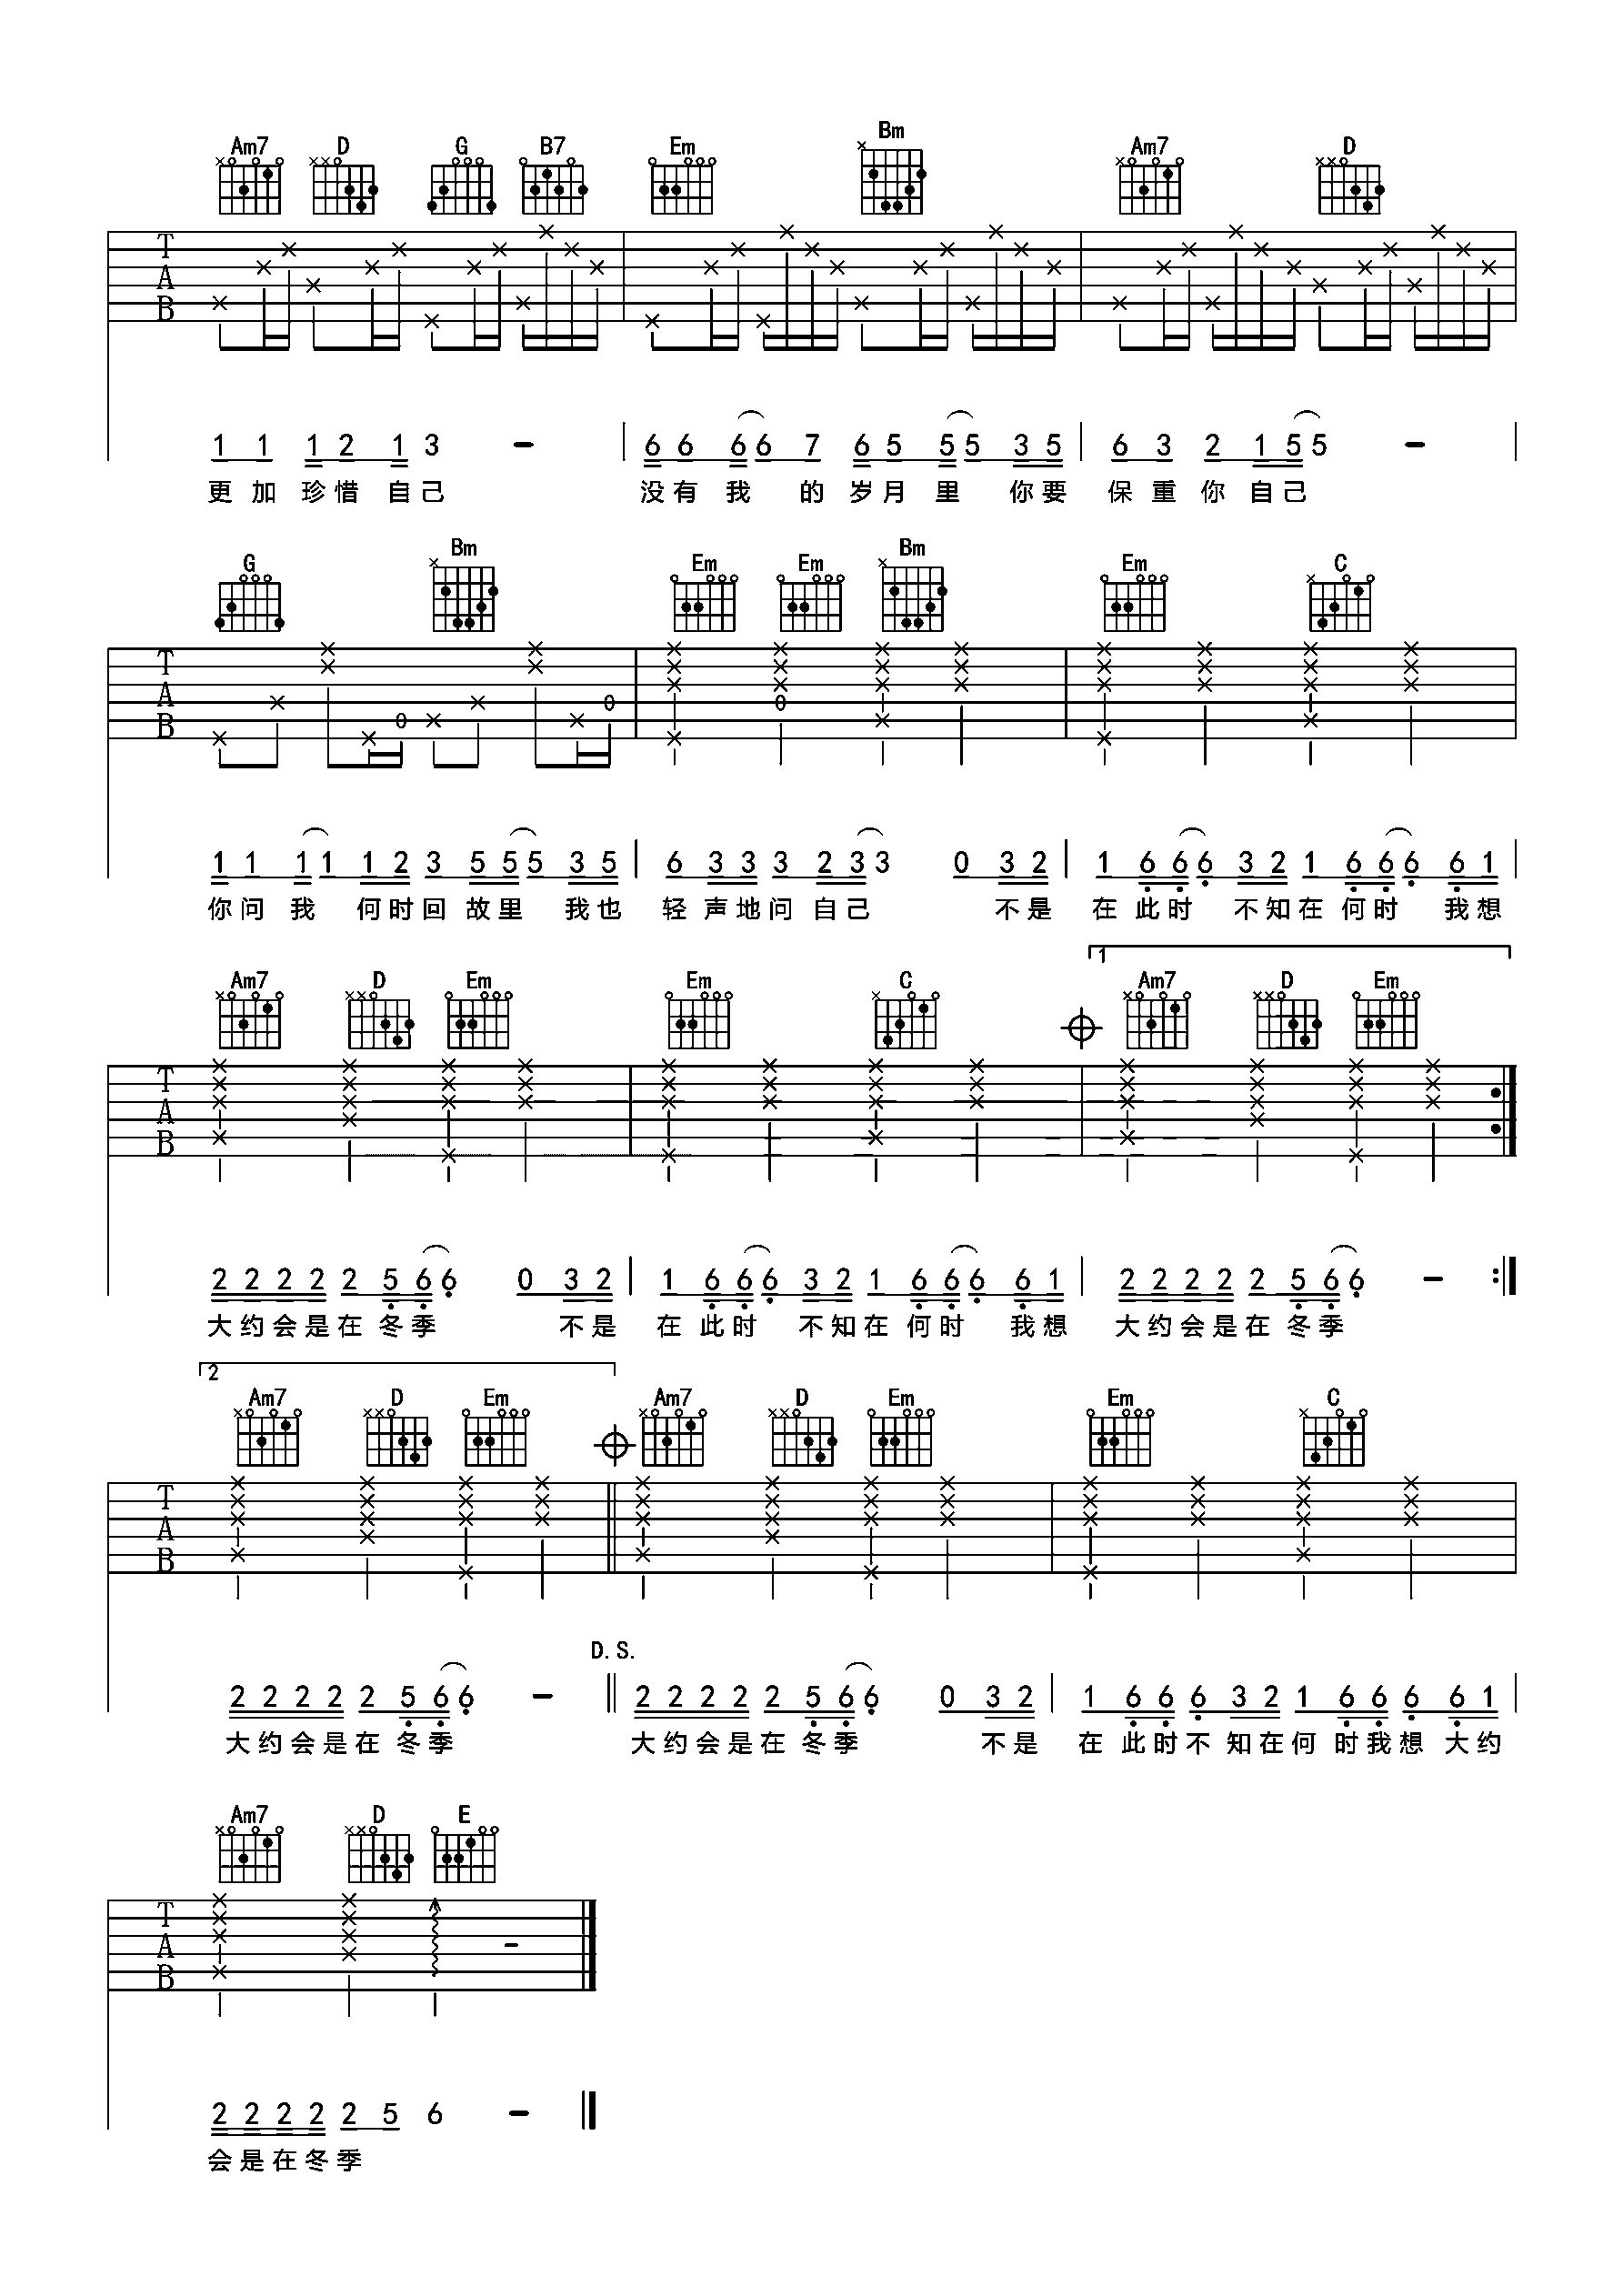 Am7 D G B7 Em Bm Am7 D
T A B
1 1 1 2 1 3 - 6 6 6 6 7 6 5 5 5 3 5 6 3 2 1 5 5 -
更加珍惜自己 没有我 的岁月里 你要 保重你自己
G Bm Em Em Bm Em C
T A B
0 0 0
1 1 1 1 1 2 3 5 5 5 3 5 6 3 3 3 2 3 3 0 3 2 1 6 6 6 3 2 1 6 6 6 6 1
你问我 何时回故里 我也 轻声地问自己 不是 在此时 不知在何时 我想
1
Am7 D Em Em C Am7 D Em
T A B
2 2 2 2 2 5 6 6 0 3 2 1 6 6 6 3 2 1 6 6 6 6 1 2 2 2 2 2 5 6 6 -
大约会是在冬季 不是 在此时 不知在何时 我想 大约会是在冬季
2
Am7 D Em Am7 D Em Em C
T A B
D.S.
2 2 2 2 2 5 6 6 - 2 2 2 2 2 5 6 6 0 3 2 1 6 6 6 3 2 1 6 6 6 6 1
大约会是在冬季 大约会是在冬季 不是 在此时不知在何时我想大约
Am7 D E
T A B
2 2 2 2 2 5 6 -
会是在冬季